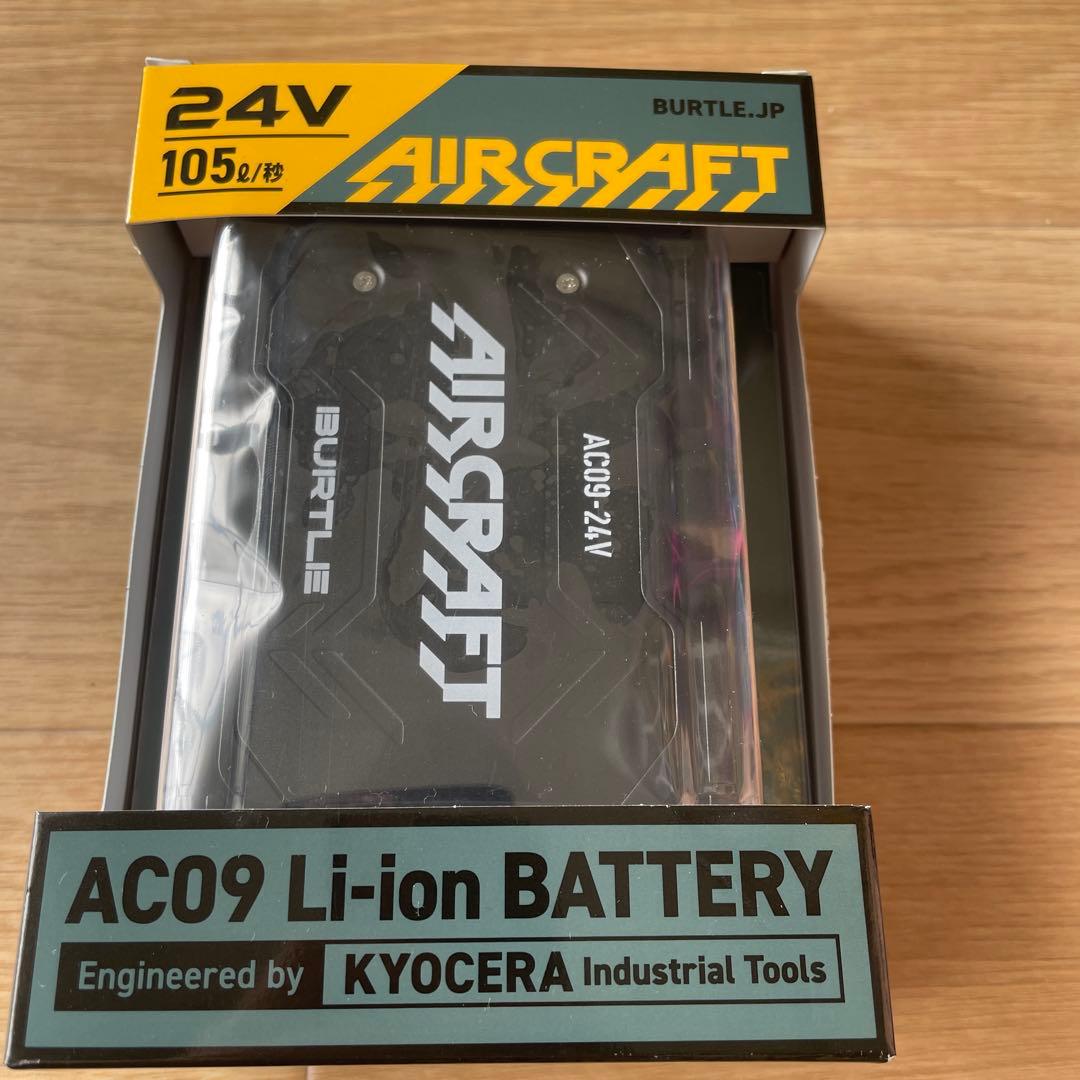 24V
105ℓ/秒
BURTLE.JP
AIRCRAFT
AIRCRAFT
BURTLE
AC09-24V
AC09 Li-ion BATTERY
Engineered by KYOCERA Industrial Tools